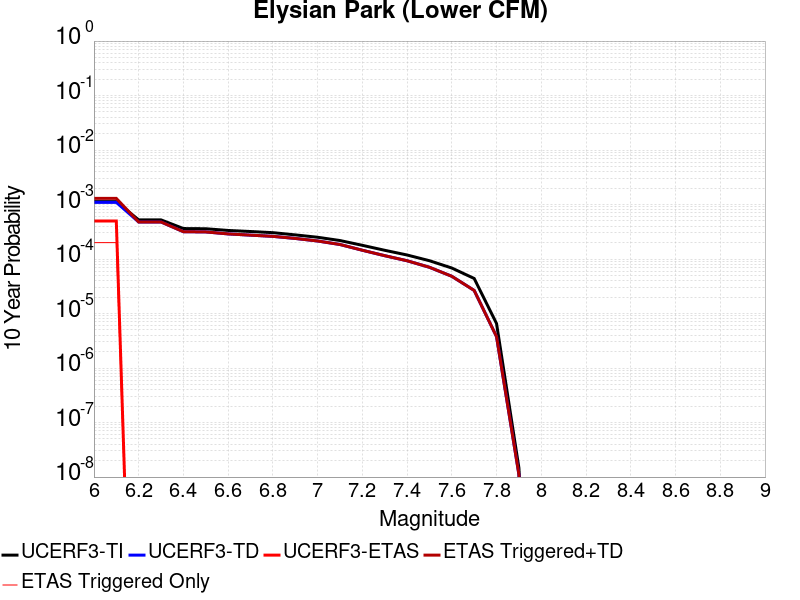 Elysian Park (Lower CFM)
10 0
10 -1
10 -2
10 -3
10 -4
10 -5
10 -6
10 -7
10 -8
10 Year Probability
6 6.2 6.4 6.6 6.8 7 7.2 7.4 7.6 7.8 8 8.2 8.4 8.6 8.8 9
Magnitude
UCERF3-TI UCERF3-TD UCERF3-ETAS ETAS Triggered+TD
ETAS Triggered Only